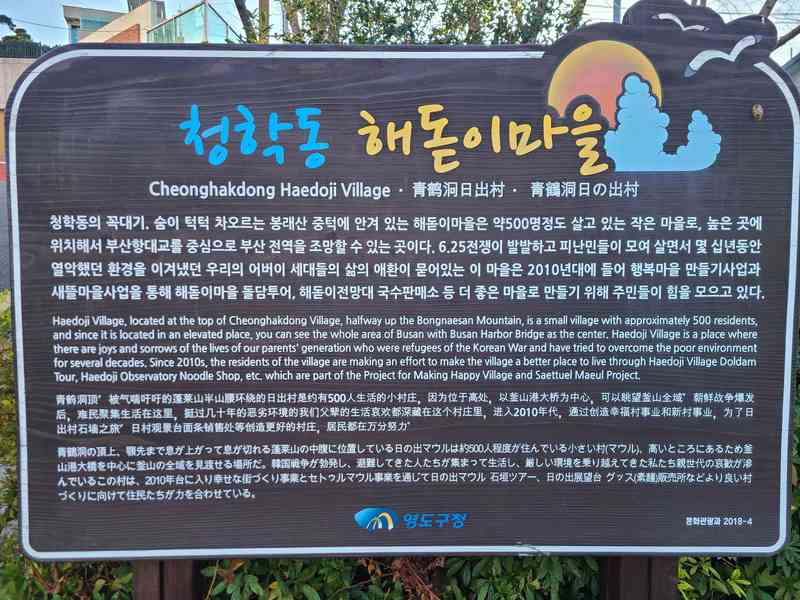 청학동 해돋이마을
Cheonghakdong Haedoji Village · 青鹤洞日出村 · 青鶴洞日の出村
청학동의 꼭대기. 숨이 턱턱 차오르는 봉래산 중턱에 안겨 있는 해돋이마을은 약500명정도 살고 있는 작은 마을로, 높은 곳에
위치해서 부산항대교를 중심으로 부산 전역을 조망할 수 있는 곳이다. 6.25전쟁이 발발하고 피난민들이 모여 살면서 몇 십년동안
열악했던 환경을 이겨냈던 우리의 어버이 세대들의 삶의 애환이 묻어있는 이 마을은 2010년대에 들어 행복마을 만들기사업과
새뜰마을사업을 통해 해돋이마을 돌담투어, 해돋이전망대 국수판매소 등 더 좋은 마을로 만들기 위해 주민들이 힘을 모으고 있다.
Haedoji Village, located at the top of Cheonghakdong Village, halfway up the Bongnaesan Mountain, is a small village with approximately 500 residents,
and since it is located in an elevated place, you can see the whole area of Busan with Busan Harbor Bridge as the center. Haedoji Village is a place where
there are joys and sorrows of the lives of our parents' generation who were refugees of the Korean War and have tried to overcome the poor environment
for several decades. Since 2010s, the residents of the village are making an effort to make the village a better place to live through Haedoji Village Doldam
Tour, Haedoji Observatory Noodle Shop, etc. which are part of the Project for Making Happy Village and Saettuel Maeul Project.
青鹤洞顶' 被气喘吁吁的蓬莱山半山腰环绕的日出村是约有500人生活的小村庄，因为位于高处，以釜山港大桥为中心，可以眺望釜山全域' 朝鲜战争爆发
后，难民聚集生活在这里，挺过几十年的恶劣环境的我们父辈的生活哀欢都深藏在这个村庄里，进入2010年代，通过创造幸福村事业和新村事业，为了日
出村石墙之旅' 日村观景台面条销售处等创造更好的村庄，居民都在万分努力'
青鶴洞の頂上、顎先まで息が上がって息が切れる蓬莱山の中腹に位置している日の出マウルは約500人程度が住んでいる小さい村(マウル)、高いところにあるため釜
山港大橋を中心に釜山の全域を見渡せる場所だ。韓国戦争が勃発し、避難してきた人たちが集まって生活し、厳しい環境を乗り越えてきた私たち親世代の哀歓が滲
んでいるこの村は、2010年台に入り幸せな街づくり事業とセトゥルマウル事業を通じて日の出マウル 石垣ツアー、日の出展望台 グッス(素麺)販売所などより良い村
づくりに向けて住民たちが力を合わせている。
영도구청
문화관광과 2018-4